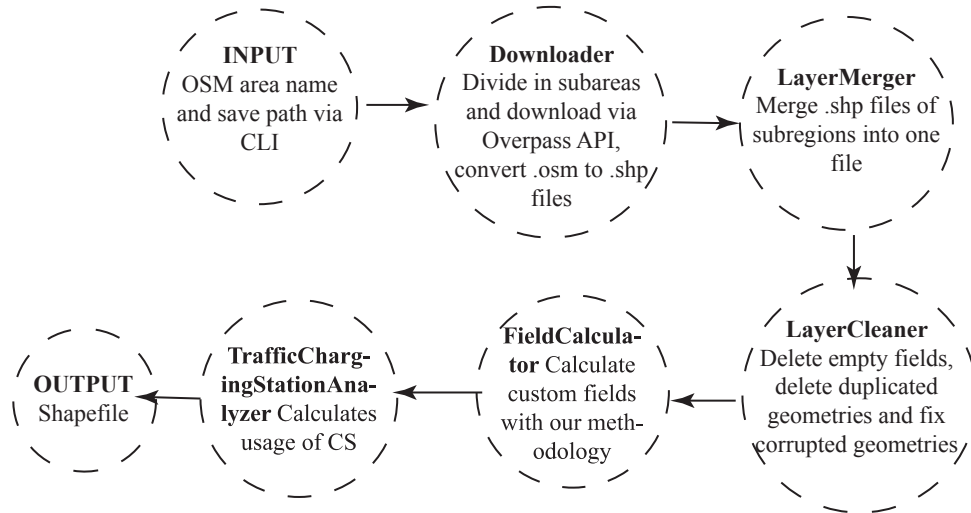 INPUT
OSM area name
and save path via
CLI
Downloader
Divide in subareas
and download via
Overpass API,
convert .osm to .shp
files
LayerMerger
Merge .shp files of
subregions into one
file
LayerCleaner
Delete empty fields,
delete duplicated
geometries and fix
corrupted geometries
FieldCalcula-
tor Calculate
custom fields
with our meth-
odology
TrafficCharg-
ingStationAna-
lyzer Calculates
usage of CS
OUTPUT
Shapefile